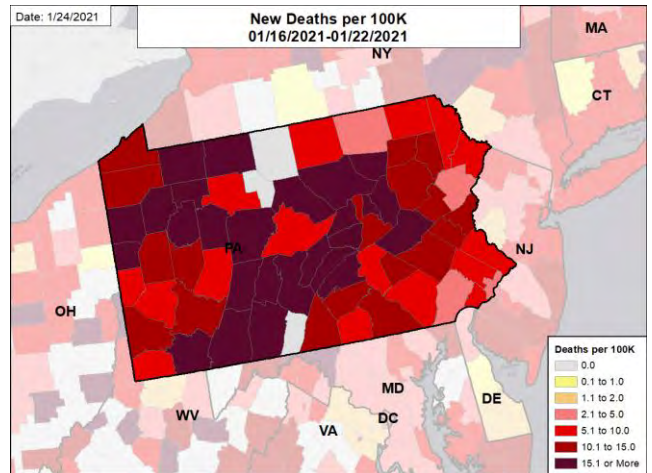 Date: 1/24/2021
New Deaths per 100K
01/16/2021-01/22/2021
NY
MA
CT
PA
NJ
OH
MD
DE
WV
VA
DC
Deaths per 100K
0.0
0.1 to 1.0
1.1 to 2.0
2.1 to 5.0
5.1 to 10.0
10.1 to 15.0
15.1 or More